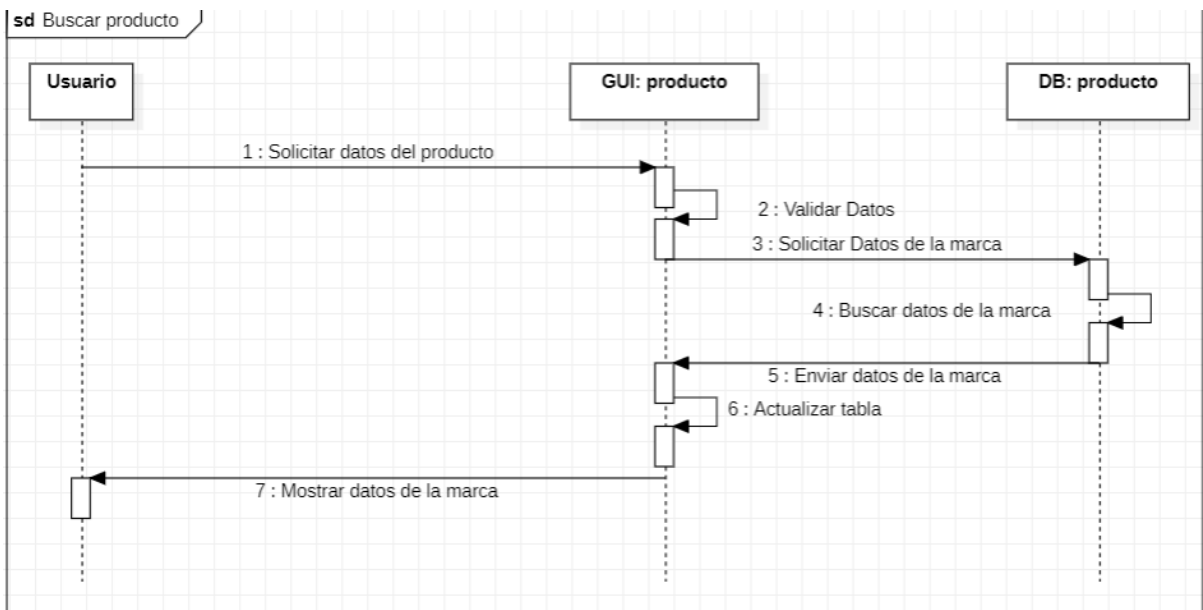 sd Buscar producto
Usuario
GUI: producto
DB: producto
1 : Solicitar datos del producto
2 : Validar Datos
3 : Solicitar Datos de la marca
4 : Buscar datos de la marca
5 : Enviar datos de la marca
6 : Actualizar tabla
7 : Mostrar datos de la marca